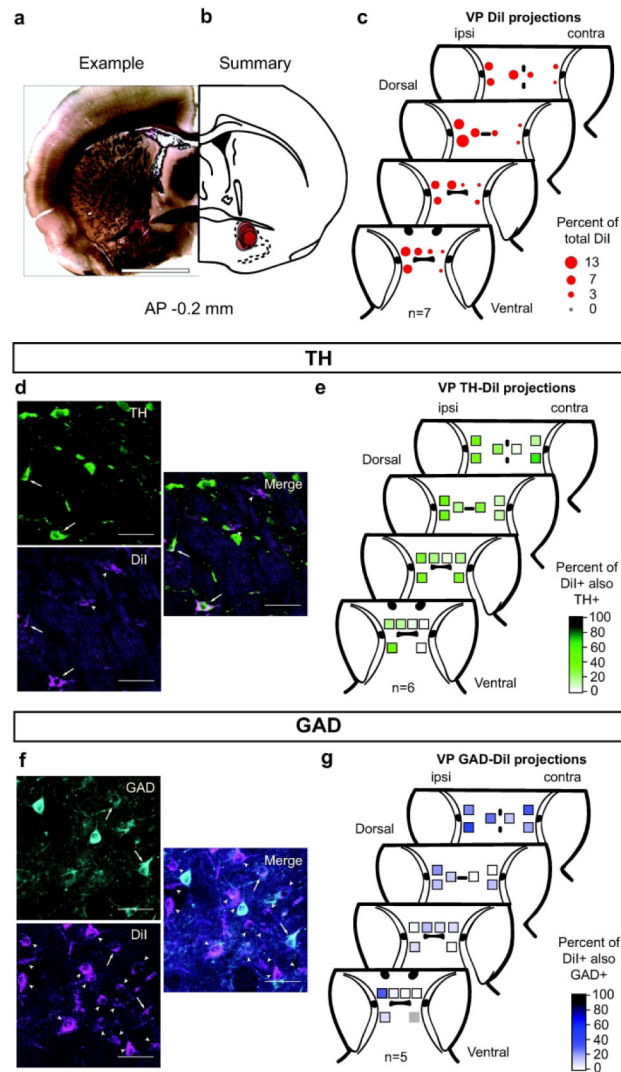 a
b
c
VP DiI projections
ipsi
contra
Example
Summary
Dorsal
AP -0.2 mm
Percent of
total DiI
13
7
3
0
n=7
Ventral
TH
d
TH
DiI
Merge
e
VP TH-DiI projections
ipsi
contra
Dorsal
Percent of
DiI+ also
TH+
100
80
60
40
20
0
n=6
Ventral
GAD
f
GAD
DiI
Merge
g
VP GAD-DiI projections
ipsi
contra
Dorsal
Percent of
DiI+ also
GAD+
100
80
60
40
20
0
n=5
Ventral